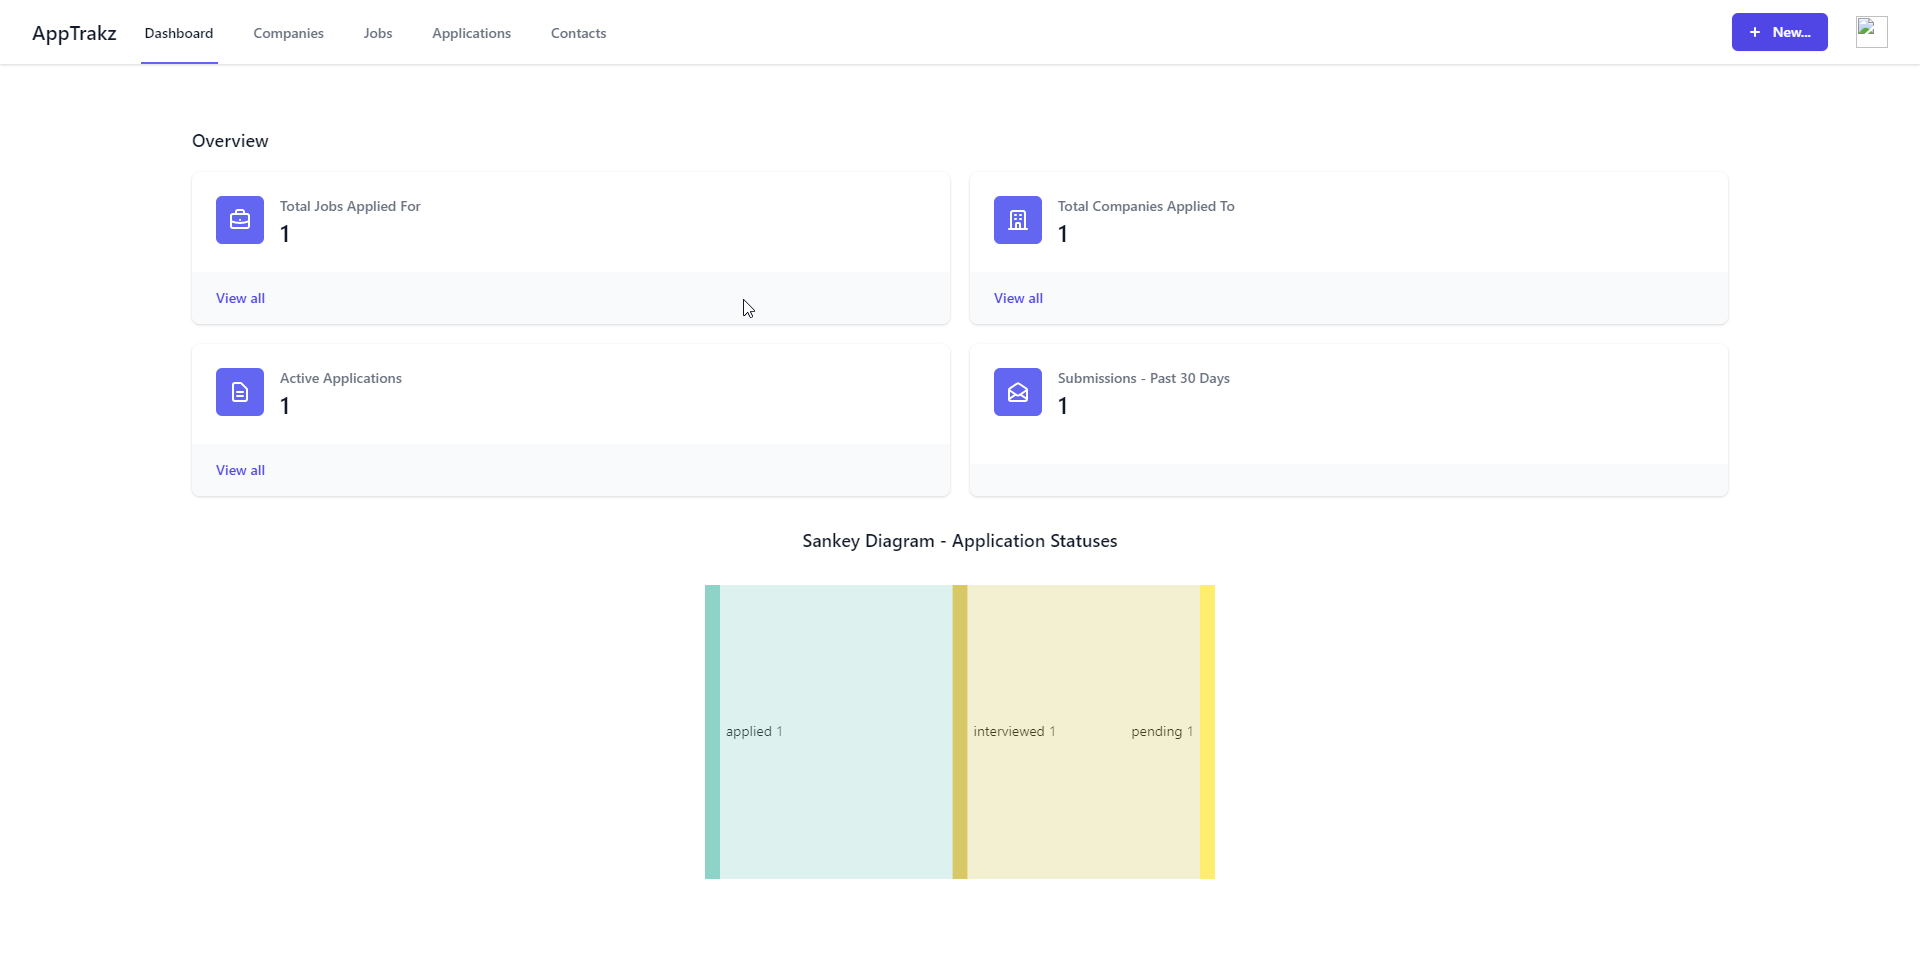 AppTrakz Dashboard Companies Jobs Applications Contacts + New...
Overview
Total Jobs Applied For
1
View all
Total Companies Applied To
1
View all
Active Applications
1
View all
Submissions - Past 30 Days
1
Sankey Diagram - Application Statuses
applied 1
interviewed 1
pending 1